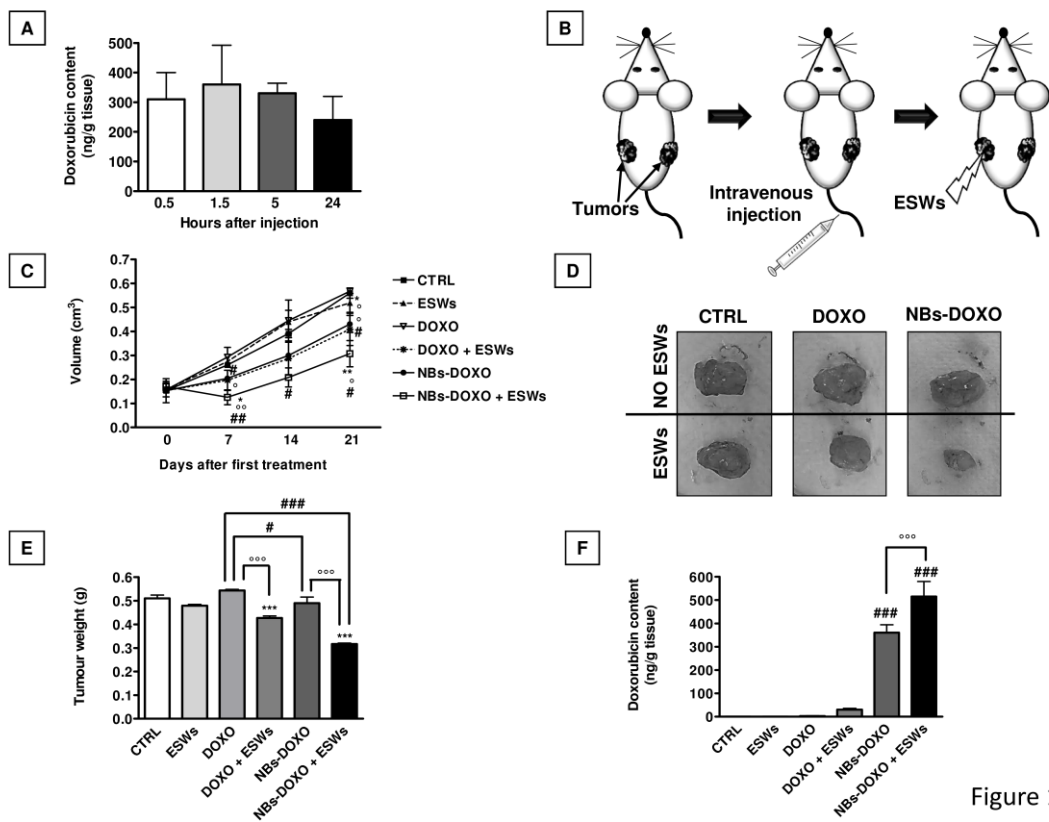 A
Doxorubicin content
(ng/g tissue)
500
400
300
200
100
0
0.5 1.5 5 24
Hours after injection
B
Tumors
Intravenous
injection
ESWs
C
Volume (cm³)
0.6
0.5
0.4
0.3
0.2
0.1
0.0
0 7 14 21
Days after first treatment
#
°
*
°°
##
#
*
°
°
#
**
°
#
CTRL
ESWs
DOXO
DOXO + ESWs
NBs-DOXO
NBs-DOXO + ESWs
D
CTRL DOXO NBs-DOXO
NO ESWs
ESWs
E
Tumour weight (g)
0.6
0.5
0.4
0.3
0.2
0.1
0.0
###
#
°°° °°°
*** ***
CTRL
ESWs
DOXO
DOXO + ESWs
NBs-DOXO
NBs-DOXO + ESWs
F
Doxorubicin content
(ng/g tissue)
600
500
400
300
200
100
0
°°°
### ###
CTRL
ESWs
DOXO
DOXO + ESWs
NBs-DOXO
NBs-DOXO + ESWs
Figure